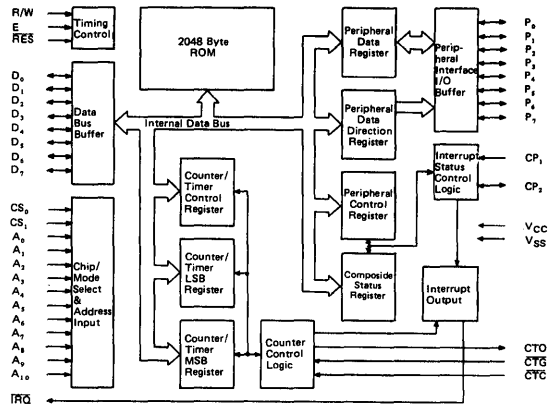 R/W
E
RES
Timing
Control
2048 Byte
ROM
Peripheral
Data
Register
Perip-
heral
Interface
I/O
Buffer
P0
P1
P2
P3
P4
P5
P6
P7
D0
D1
D2
D3
D4
D5
D6
D7
Data
Bus
Buffer
Internal Data Bus
Peripheral
Data
Direction
Register
Counter/
Timer
Control
Register
Peripheral
Control
Register
Interrupt
Status
Control
Logic
CP1
CP2
VCC
VSS
CS0
CS1
A0
A1
A2
A3
A4
A5
A6
A7
A8
A9
A10
Chip/
Mode
Select
&
Address
Input
Counter/
Timer
LSB
Register
Composide
Status
Register
Interrupt
Output
Counter/
Timer
MSB
Register
Counter
Control
Logic
CTO
CTG
CTC
IRQ